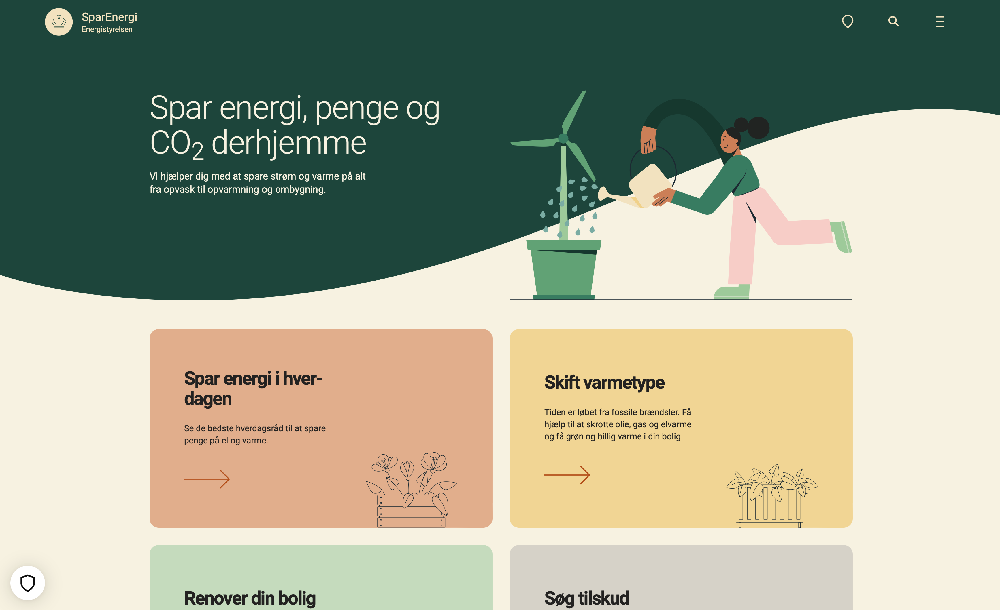 SparEnergi
Energistyrelsen
Spar energi, penge og
CO₂ derhjemme
Vi hjælper dig med at spare strøm og varme på alt
fra opvask til opvarmning og ombygning.
Spar energi i hver-
dagen
Se de bedste hverdagsråd til at spare
penge på el og varme.
Skift varmetype
Tiden er løbet fra fossile brændsler. Få
hjælp til at skrotte olie, gas og elvarme
og få grøn og billig varme i din bolig.
Renover din bolig
Søg tilskud